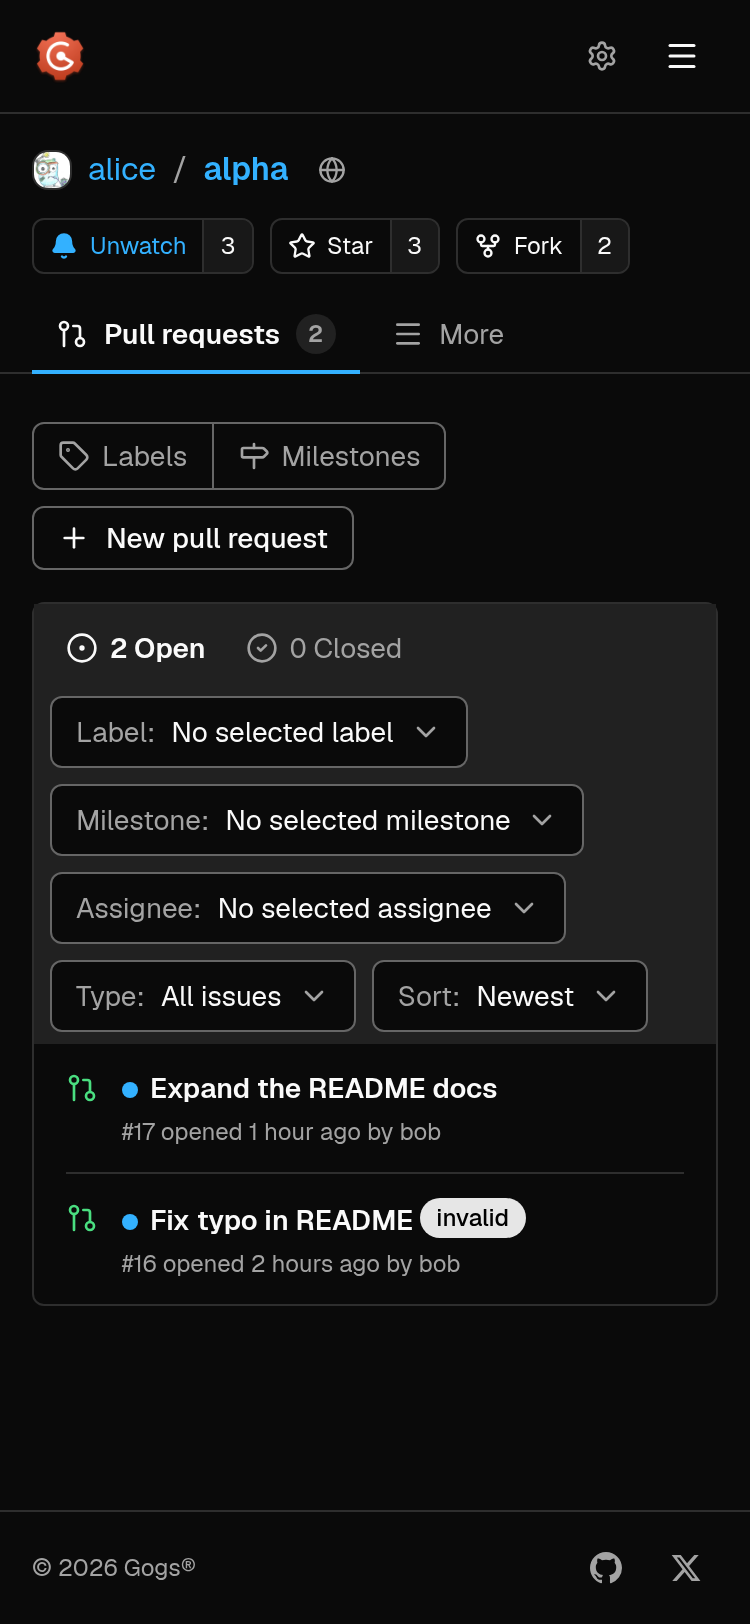 alice / alpha
Unwatch 3 Star 3 Fork 2
Pull requests 2 More
Labels Milestones
New pull request
2 Open 0 Closed
Label: No selected label
Milestone: No selected milestone
Assignee: No selected assignee
Type: All issues Sort: Newest
Expand the README docs
#17 opened 1 hour ago by bob
Fix typo in README invalid
#16 opened 2 hours ago by bob
© 2026 Gogs®